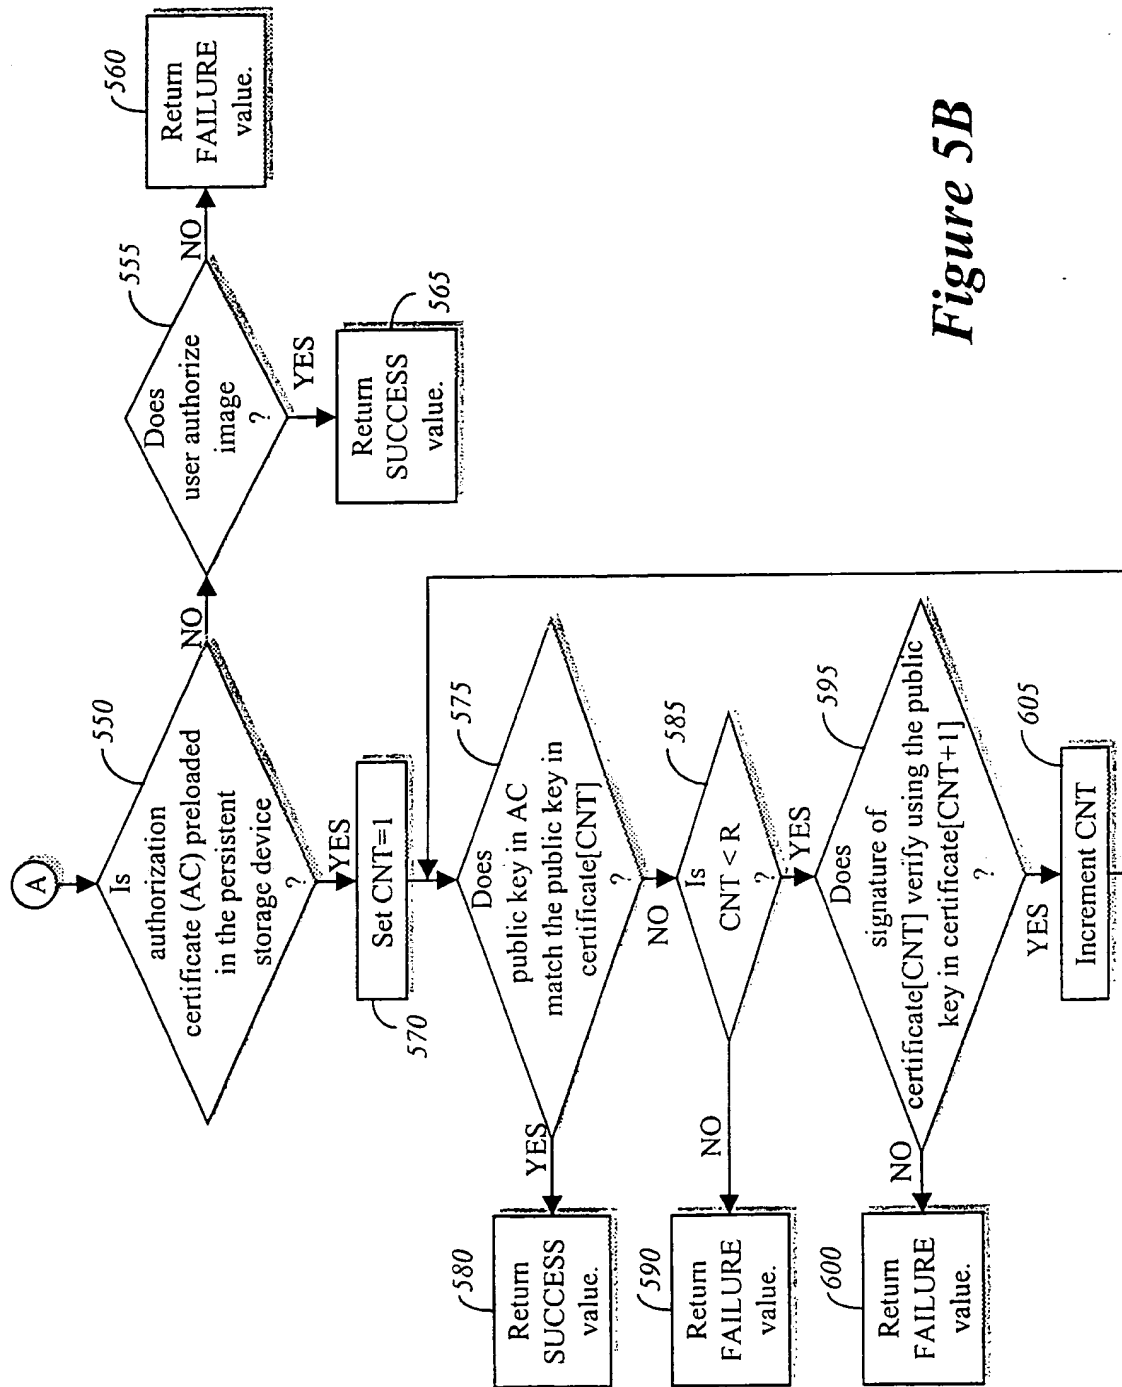 A
550
Is
authorization
certificate (AC) preloaded
in the persistent
storage device
?
NO
YES
555
Does
user authorize
image
?
NO
YES
560
Return
FAILURE
value.
565
Return
SUCCESS
value.
570
Set CNT=1
575
Does
public key in AC
match the public key in
certificate[CNT]
?
YES
NO
580
Return
SUCCESS
value.
585
Is
CNT < R
?
NO
YES
590
Return
FAILURE
value.
595
Does
signature of
certificate[CNT] verify using the public
key in certificate[CNT+1]
?
NO
YES
600
Return
FAILURE
value.
605
Increment CNT
Figure 5B